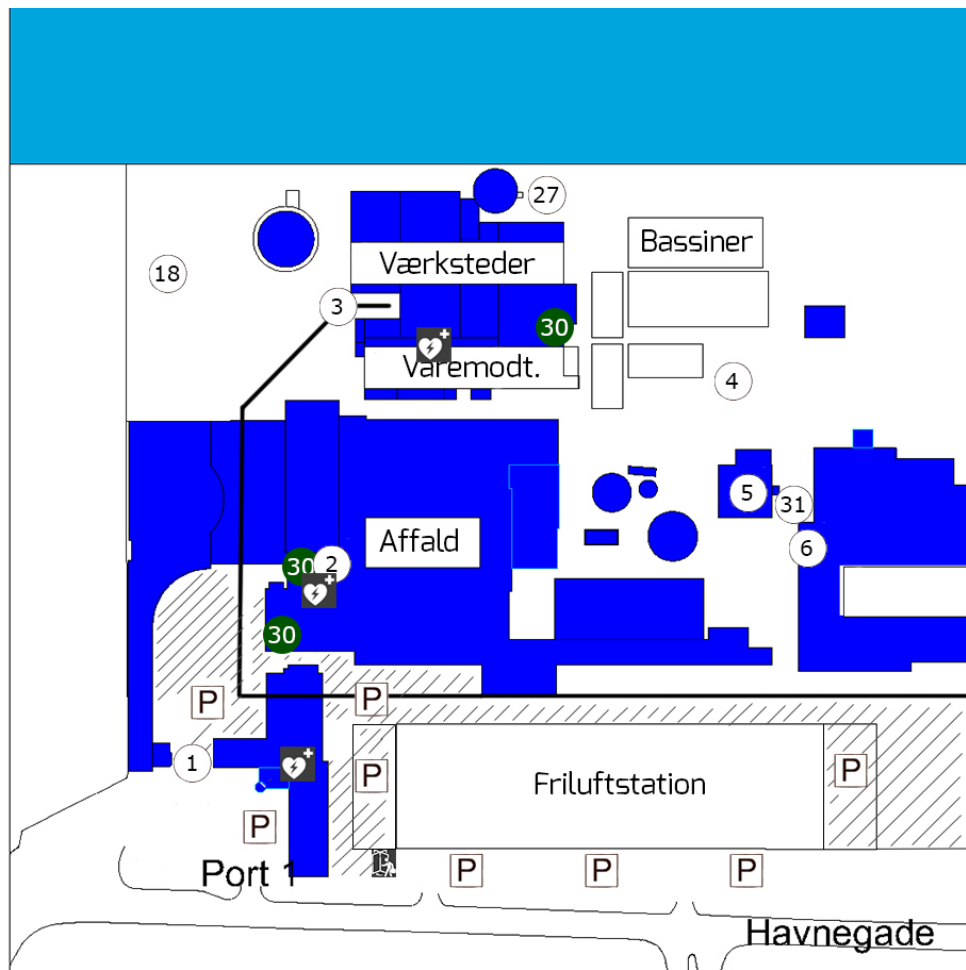 27
Bassiner
Værksteder
18
3
30
Varemodt.
4
5
31
Affald
6
30
2
30
P
P
1
P
Friluftstation
P
P
Port 1
P
P
P
Havnegade